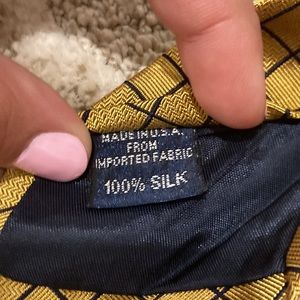 MADE IN U.S.A.
FROM
IMPORTED FABRIC
100% SILK